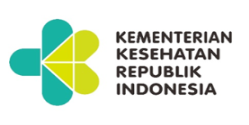 KEMENTERIAN
KESEHATAN
REPUBLIK
INDONESIA